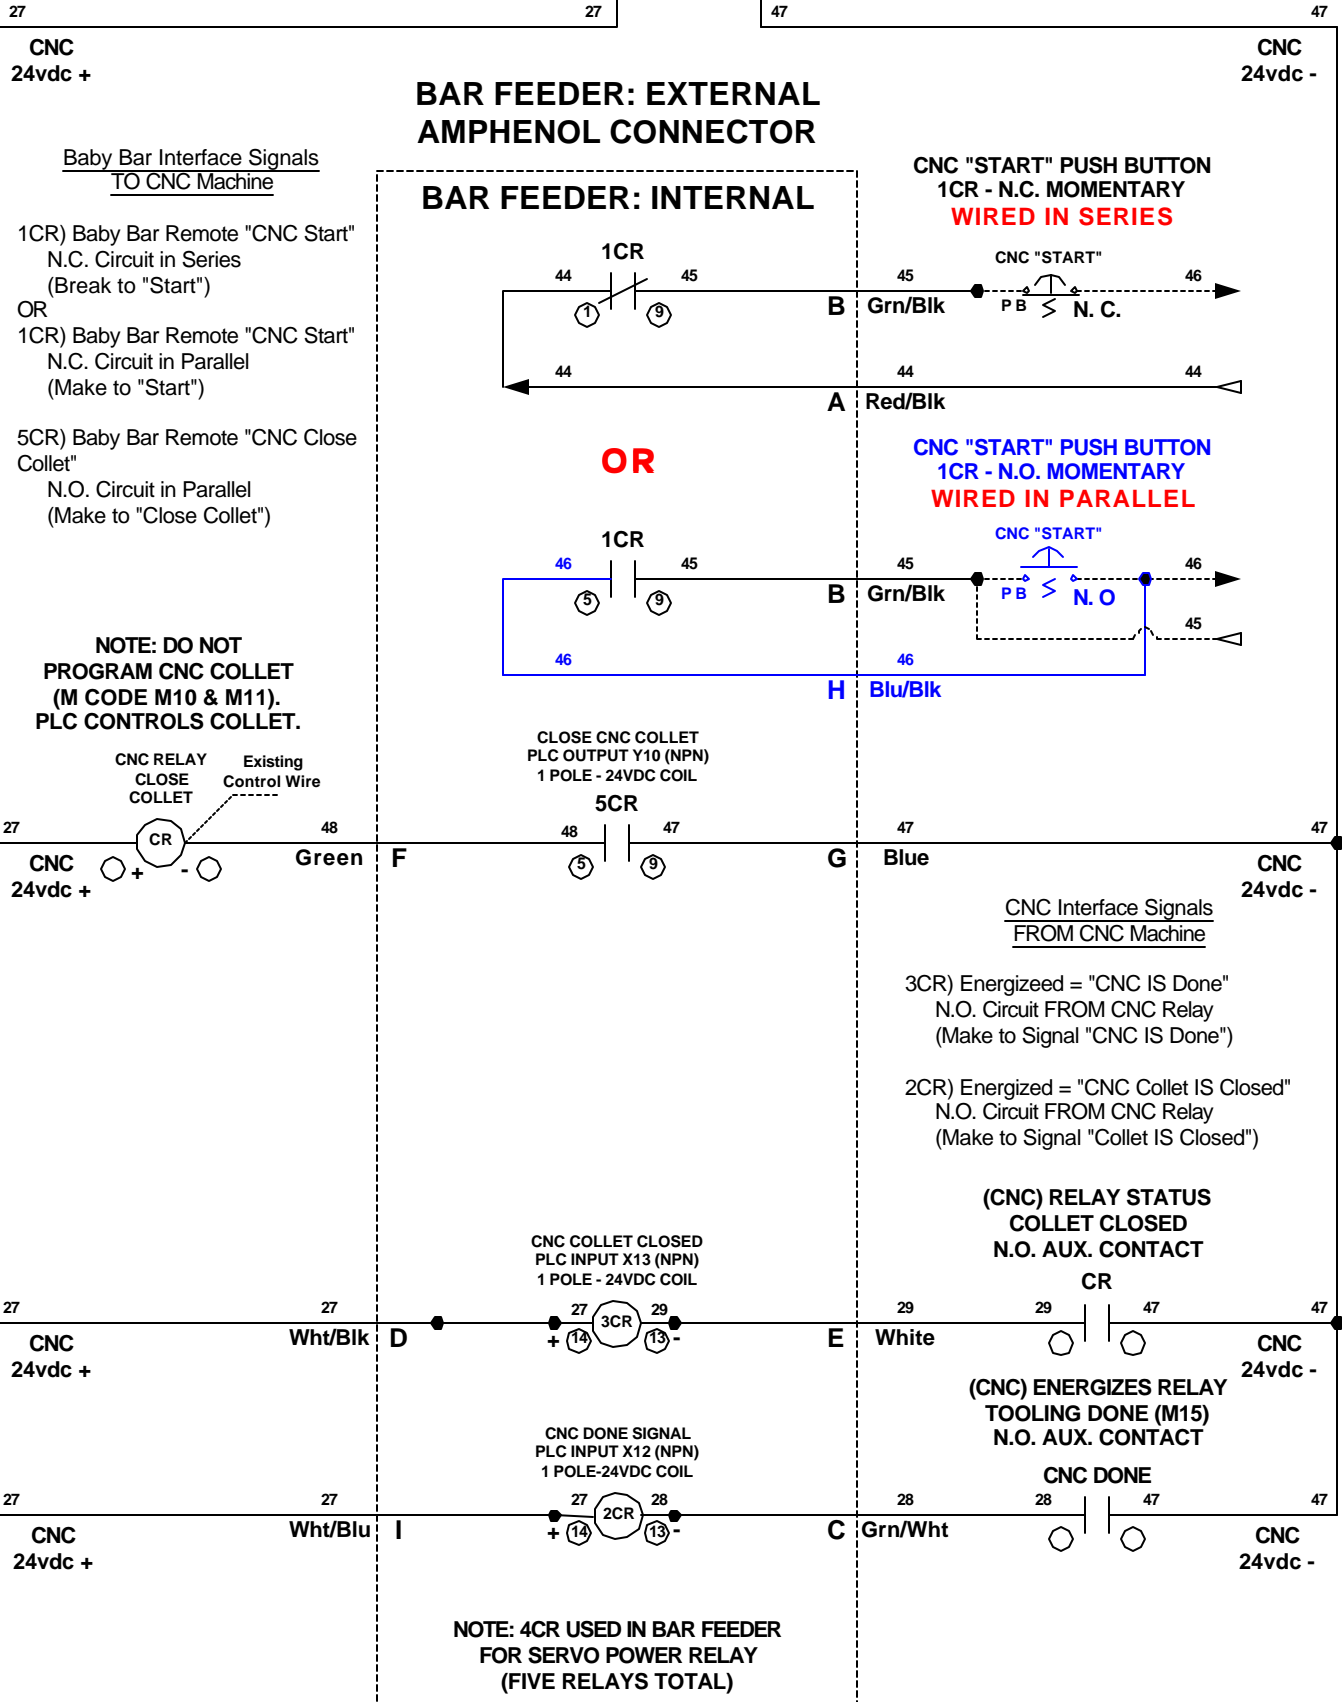 27 27 47 47
CNC
24vdc +
CNC
24vdc -
BAR FEEDER: EXTERNAL
AMPHENOL CONNECTOR
Baby Bar Interface Signals
TO CNC Machine
1CR) Baby Bar Remote "CNC Start"
N.C. Circuit in Series
(Break to "Start")
OR
1CR) Baby Bar Remote "CNC Start"
N.C. Circuit in Parallel
(Make to "Start")
5CR) Baby Bar Remote "CNC Close
Collet"
N.O. Circuit in Parallel
(Make to "Close Collet")
BAR FEEDER: INTERNAL
CNC "START" PUSH BUTTON
1CR - N.C. MOMENTARY
WIRED IN SERIES
1CR
CNC "START"
44 45 45 46
1 9 B Grn/Blk PB N. C.
44 44 44
A Red/Blk
OR
CNC "START" PUSH BUTTON
1CR - N.O. MOMENTARY
WIRED IN PARALLEL
1CR
CNC "START"
46 45 45 46
5 9 B Grn/Blk PB N. O
45
46 46
H Blu/Blk
NOTE: DO NOT
PROGRAM CNC COLLET
(M CODE M10 & M11).
PLC CONTROLS COLLET.
CNC RELAY
CLOSE
COLLET
Existing
Control Wire
CLOSE CNC COLLET
PLC OUTPUT Y10 (NPN)
1 POLE - 24VDC COIL
5CR
27 CR 48 48 47 47 47
CNC
24vdc +
+ - Green F 5 9 G Blue
CNC
24vdc -
CNC Interface Signals
FROM CNC Machine
3CR) Energizeed = "CNC IS Done"
N.O. Circuit FROM CNC Relay
(Make to Signal "CNC IS Done")
2CR) Energized = "CNC Collet IS Closed"
N.O. Circuit FROM CNC Relay
(Make to Signal "Collet IS Closed")
(CNC) RELAY STATUS
COLLET CLOSED
N.O. AUX. CONTACT
CNC COLLET CLOSED
PLC INPUT X13 (NPN)
1 POLE - 24VDC COIL
CR
27 27 27 3CR 29 29 29 47 47
CNC
24vdc +
Wht/Blk D + 14 13 - E White
CNC
24vdc -
(CNC) ENERGIZES RELAY
TOOLING DONE (M15)
N.O. AUX. CONTACT
CNC DONE SIGNAL
PLC INPUT X12 (NPN)
1 POLE-24VDC COIL
CNC DONE
27 27 27 2CR 28 28 28 47 47
CNC
24vdc +
Wht/Blu I + 14 13 - C Grn/Wht
CNC
24vdc -
NOTE: 4CR USED IN BAR FEEDER
FOR SERVO POWER RELAY
(FIVE RELAYS TOTAL)